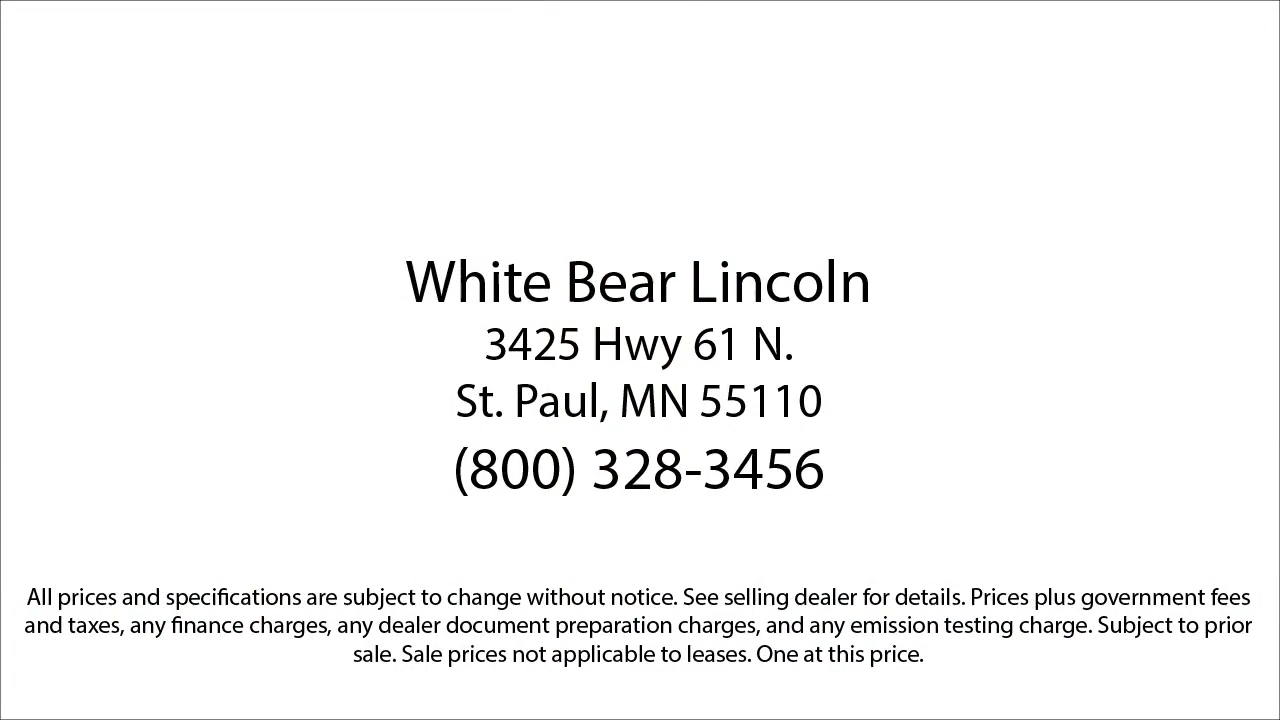 White Bear Lincoln
3425 Hwy 61 N.
St. Paul, MN 55110
(800) 328-3456
All prices and specifications are subject to change without notice. See selling dealer for details. Prices plus government fees
and taxes, any finance charges, any dealer document preparation charges, and any emission testing charge. Subject to prior
sale. Sale prices not applicable to leases. One at this price.